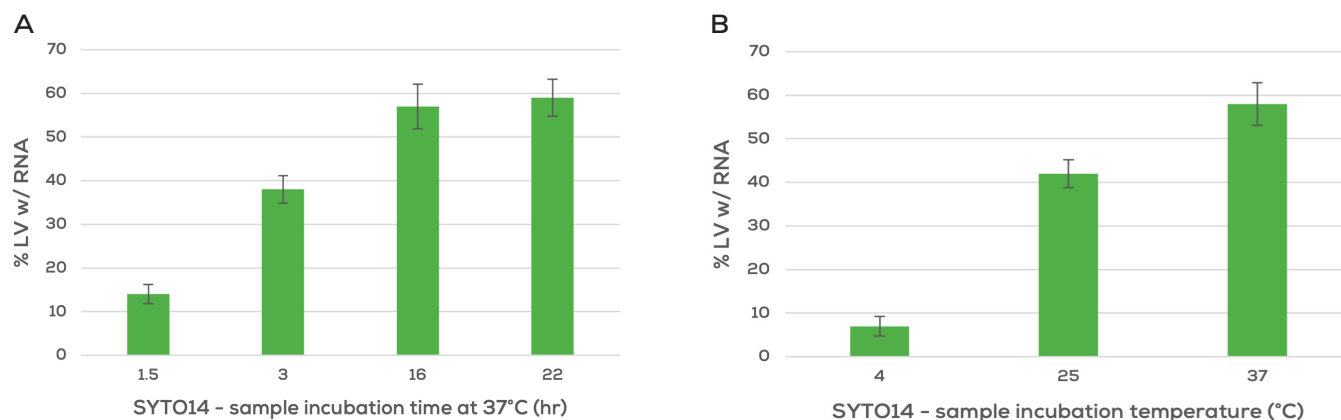 A
% LV w/ RNA
70
60
50
40
30
20
10
0
1.5 3 16 22
SYTO14 - sample incubation time at 37°C (hr)
B
% LV w/ RNA
70
60
50
40
30
20
10
0
4 25 37
SYTO14 - sample incubation temperature (°C)